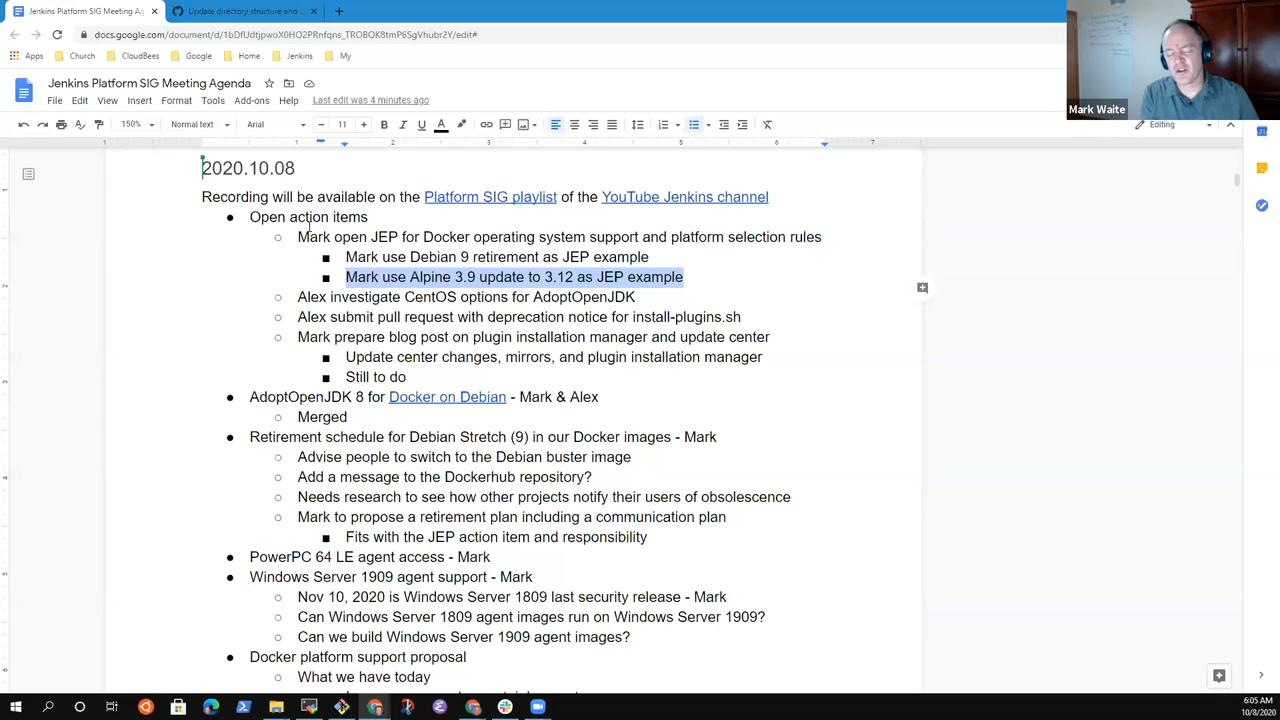 Jenkins Platform SIG Meeting Ag
Update directory structure and
docs.google.com/document/d/1bDfUdtjpwoX0HO2PRnfqns_TROBOK8tmP6SgVhubr2Y/edit#
Apps Church CloudBees Google Home Jenkins My
Jenkins Platform SIG Meeting Agenda
File Edit View Insert Format Tools Add-ons Help Last edit was 4 minutes ago
150% Normal text Arial 11 Editing
Mark Waite
2020.10.08
Recording will be available on the Platform SIG playlist of the YouTube Jenkins channel
Open action items
Mark open JEP for Docker operating system support and platform selection rules
Mark use Debian 9 retirement as JEP example
Mark use Alpine 3.9 update to 3.12 as JEP example
Alex investigate CentOS options for AdoptOpenJDK
Alex submit pull request with deprecation notice for install-plugins.sh
Mark prepare blog post on plugin installation manager and update center
Update center changes, mirrors, and plugin installation manager
Still to do
AdoptOpenJDK 8 for Docker on Debian - Mark & Alex
Merged
Retirement schedule for Debian Stretch (9) in our Docker images - Mark
Advise people to switch to the Debian buster image
Add a message to the Dockerhub repository?
Needs research to see how other projects notify their users of obsolescence
Mark to propose a retirement plan including a communication plan
Fits with the JEP action item and responsibility
PowerPC 64 LE agent access - Mark
Windows Server 1909 agent support - Mark
Nov 10, 2020 is Windows Server 1809 last security release - Mark
Can Windows Server 1809 agent images run on Windows Server 1909?
Can we build Windows Server 1909 agent images?
Docker platform support proposal
What we have today
6:05 AM
10/8/2020